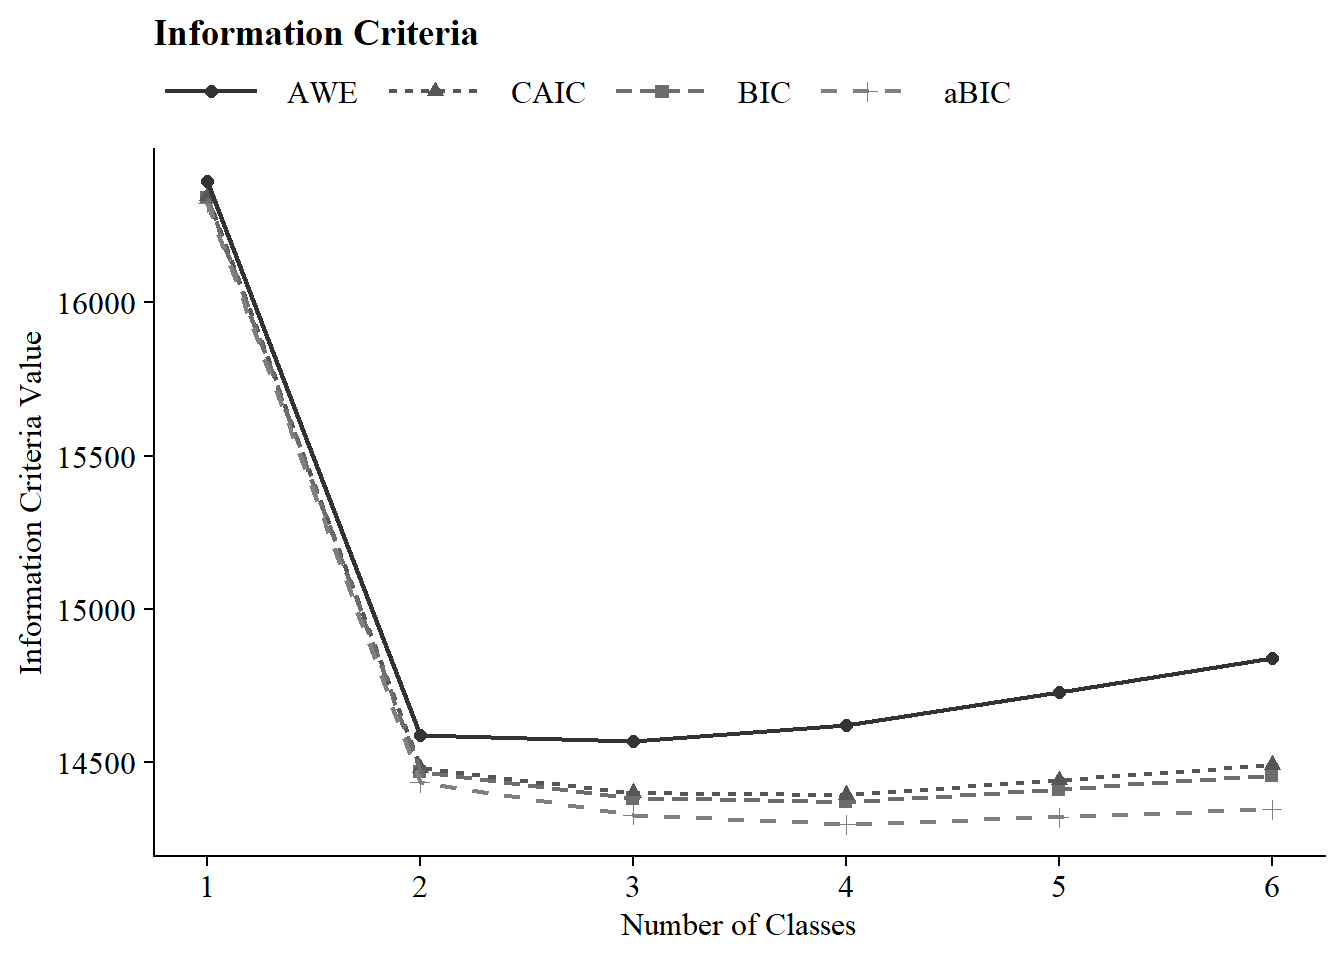 Information Criteria
AWE CAIC BIC aBIC
Information Criteria Value
16000
15500
15000
14500
1 2 3 4 5 6
Number of Classes